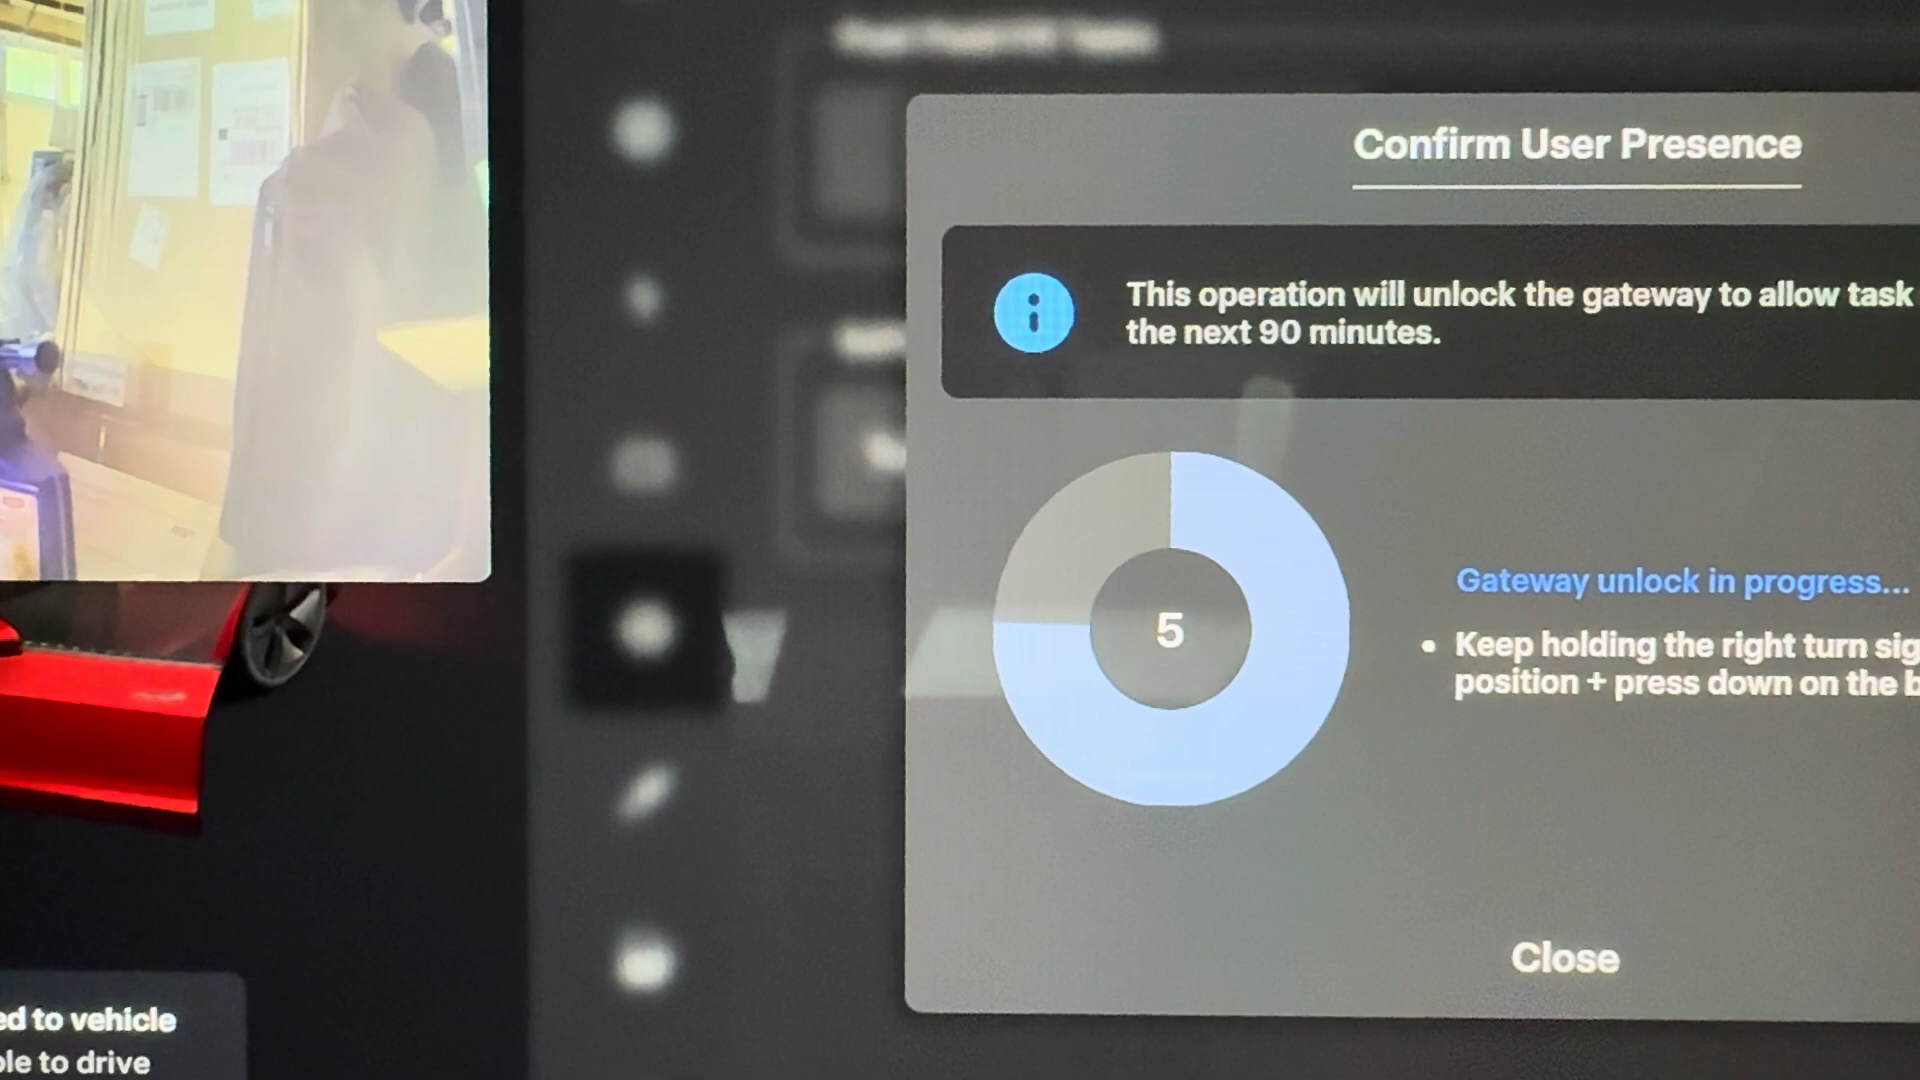 Confirm User Presence
This operation will unlock the gateway to allow task
the next 90 minutes.
5
Gateway unlock in progress...
• Keep holding the right turn sig
position + press down on the b
Close
ed to vehicle
ble to drive